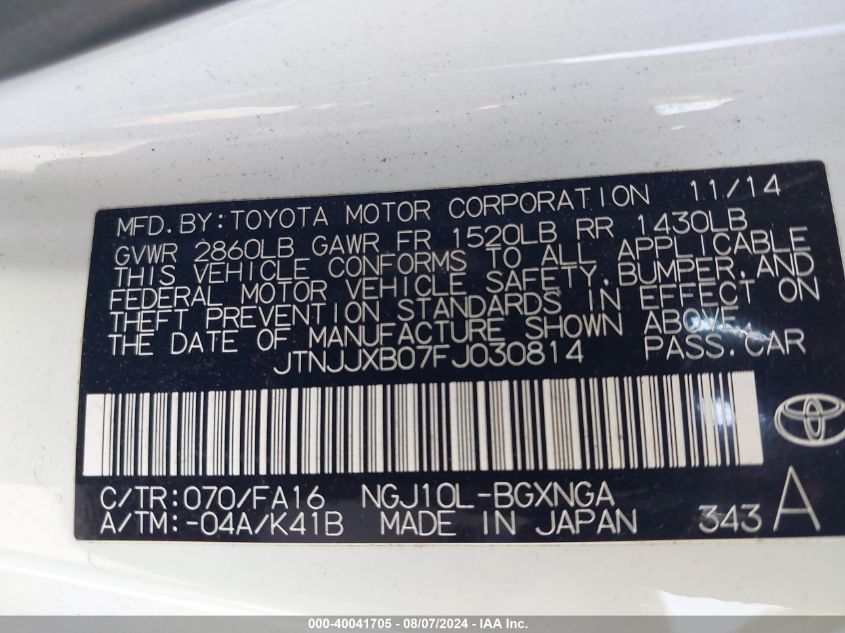 MFD.BY:TOYOTA MOTOR CORPORATION 11/14
GVWR 2860LB GAWR FR 1520LB RR 1430LB
THIS VEHICLE CONFORMS TO ALL APPLICABLE
FEDERAL MOTOR VEHICLE SAFETY,BUMPER,AND
THEFT PREVENTION STANDARDS IN EFFECT ON
THE DATE OF MANUFACTURE SHOWN ABOVE.
JTNJJXB07FJ030814 PASS.CAR
C/TR:070/FA16 NGJ10L-BGXNGA
A/TM:-04A/K41B MADE IN JAPAN 343 A
000-40041705 - 08/07/2024 - IAA Inc.